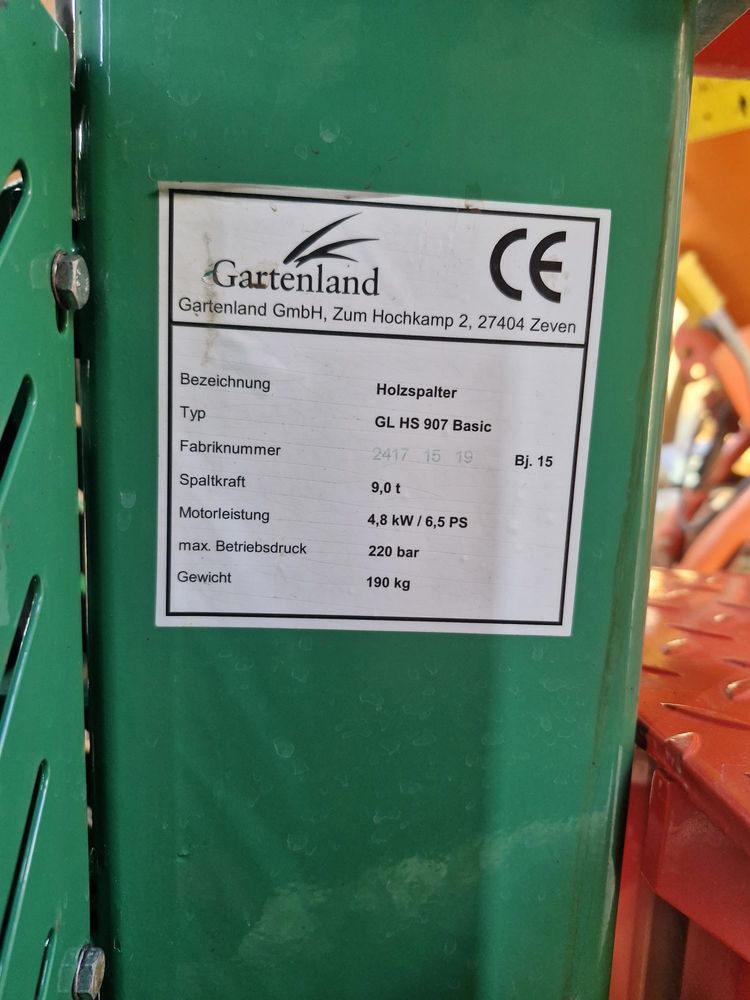 Gartenland
CE
Gartenland GmbH, Zum Hochkamp 2, 27404 Zeven
Bezeichnung Holzspalter
Typ GL HS 907 Basic
Fabriknummer 2417 15 19 Bj. 15
Spaltkraft 9,0 t
Motorleistung 4,8 kW / 6,5 PS
max. Betriebsdruck 220 bar
Gewicht 190 kg